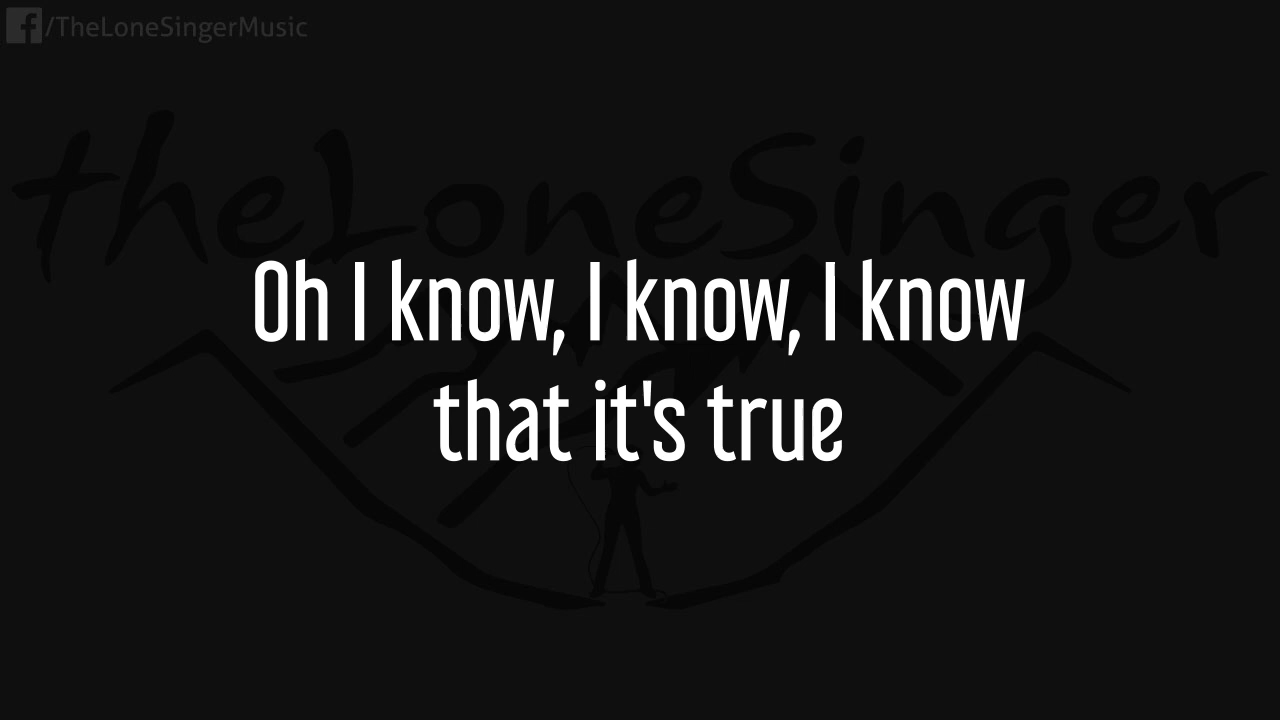 /TheLoneSingerMusic
theLoneSinger
Oh I know, I know, I know
that it's true